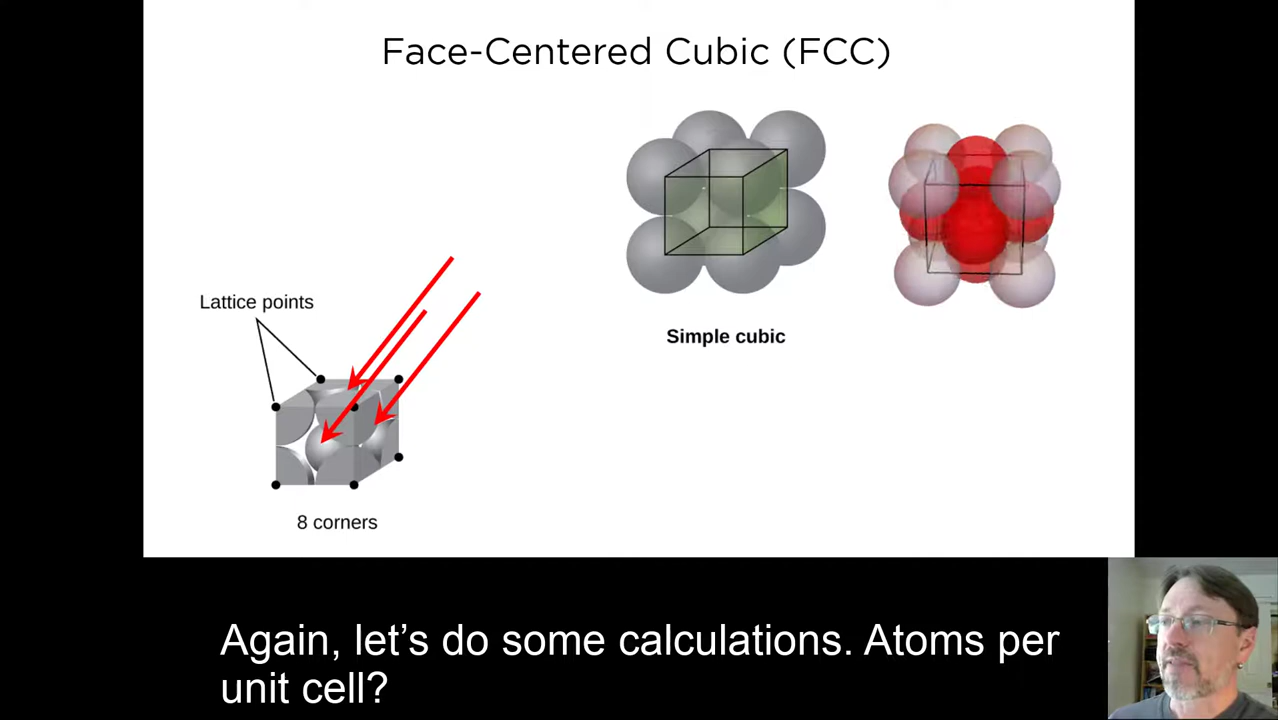 Face-Centered Cubic (FCC)
Lattice points
Simple cubic
8 corners
Again, let’s do some calculations. Atoms per
unit cell?